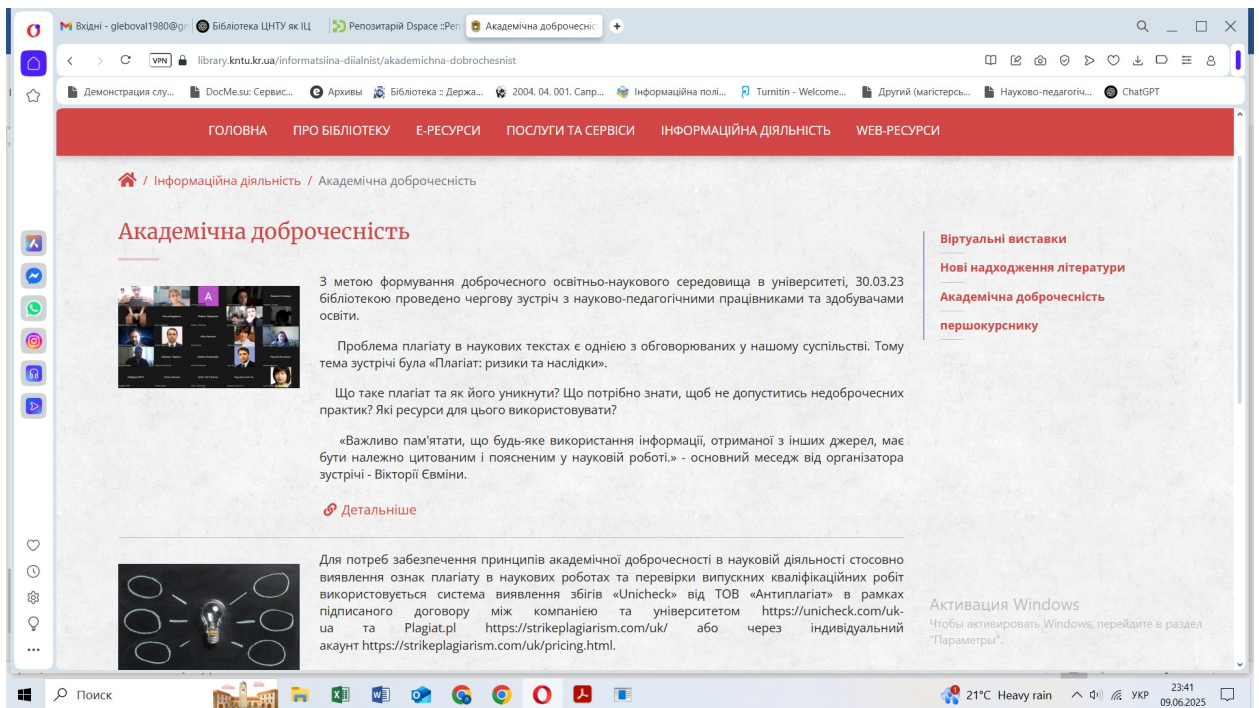 Вхідні - gleboval1980@gm
Бібліотека ЦНТУ як ІЦ
Репозитарій Dspace ::Реп
Академічна доброчесніс
VPN
library.kntu.kr.ua/informatsiina-diialnist/akademichna-dobrochesnist
Демонстрация слу...
DocMe.su: Сервис...
Архивы
Бібліотека :: Держа...
2004. 04. 001. Сапр...
Інформаційна полі...
Turnitin - Welcome...
Другий (магістерсь...
Науково-педагогіч...
ChatGPT
ГОЛОВНА ПРО БІБЛІОТЕКУ Е-РЕСУРСИ ПОСЛУГИ ТА СЕРВІСИ ІНФОРМАЦІЙНА ДІЯЛЬНІСТЬ WEB-РЕСУРСИ
/ Інформаційна діяльність / Академічна доброчесність
Академічна доброчесність
З метою формування доброчесного освітньо-наукового середовища в університеті, 30.03.23
бібліотекою проведено чергову зустріч з науково-педагогічними працівниками та здобувачами
освіти.
Проблема плагіату в наукових текстах є однією з обговорюваних у нашому суспільстві. Тому
тема зустрічі була «Плагіат: ризики та наслідки».
Що таке плагіат та як його уникнути? Що потрібно знати, щоб не допуститись недоброчесних
практик? Які ресурси для цього використовувати?
«Важливо пам'ятати, що будь-яке використання інформації, отриманої з інших джерел, має
бути належно цитованим і поясненим у науковій роботі.» - основний меседж від організатора
зустрічі - Вікторії Євміни.
Детальніше
Для потреб забезпечення принципів академічної доброчесності в науковій діяльності стосовно
виявлення ознак плагіату в наукових роботах та перевірки випускних кваліфікаційних робіт
використовується система виявлення збігів «Unicheck» від ТОВ «Антиплагіат» в рамках
підписаного договору між компанією та університетом https://unicheck.com/uk-
ua та Plagiat.pl https://strikeplagiarism.com/uk/ або через індивідуальний
акаунт https://strikeplagiarism.com/uk/pricing.html.
Віртуальні виставки
Нові надходження літератури
Академічна доброчесність
першокурснику
Активация Windows
Чтобы активировать Windows, перейдите в раздел
"Параметры".
Поиск
21°C Heavy rain
УКР
23:41
09.06.2025